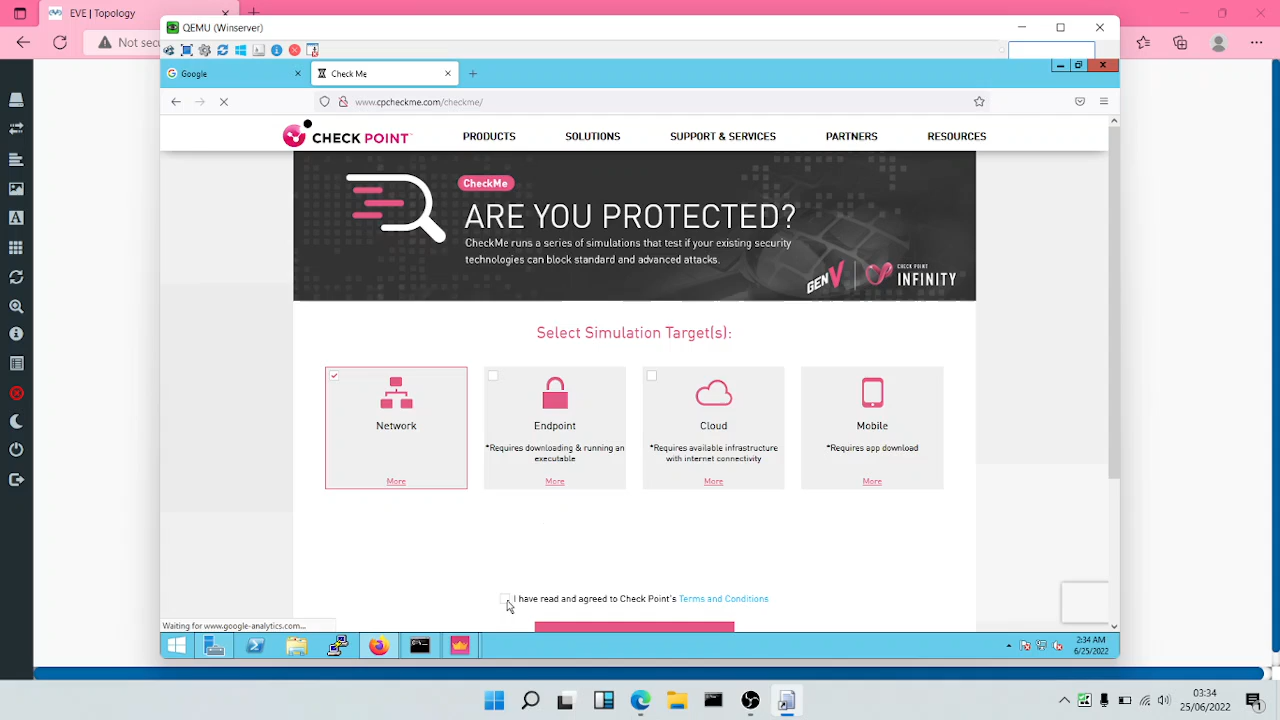 EVE | Topology
Not sec
QEMU (Winserver)
Google
Check Me
www.cpcheckme.com/checkme/
CHECK POINT
PRODUCTS
SOLUTIONS
SUPPORT & SERVICES
PARTNERS
RESOURCES
CheckMe
ARE YOU PROTECTED?
CheckMe runs a series of simulations that test if your existing security
technologies can block standard and advanced attacks.
GEN V
CHECK POINT
INFINITY
Select Simulation Target(s):
Network
Endpoint
Cloud
Mobile
*Requires downloading & running an
executable
*Requires available infrastructure
with internet connectivity
*Requires app download
More
More
More
More
I have read and agreed to Check Point's Terms and Conditions
Waiting for www.google-analytics.com...
2:34 AM
6/25/2022
03:34
25/06/2022